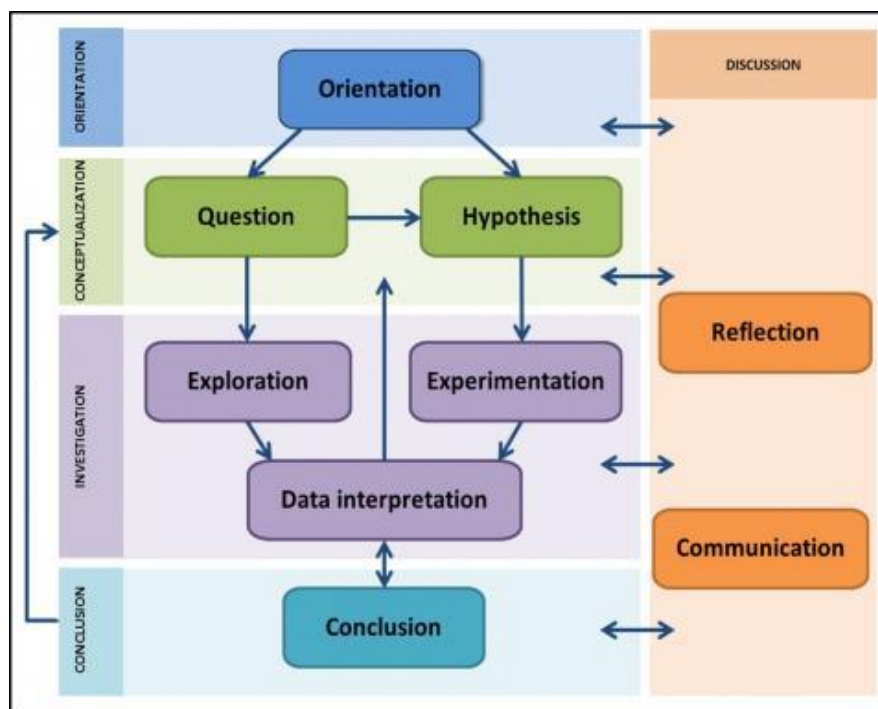 ORIENTATION
Orientation
DISCUSSION
CONCEPTUALIZATION
Question
Hypothesis
Reflection
INVESTIGATION
Exploration
Experimentation
Data interpretation
Communication
CONCLUSION
Conclusion